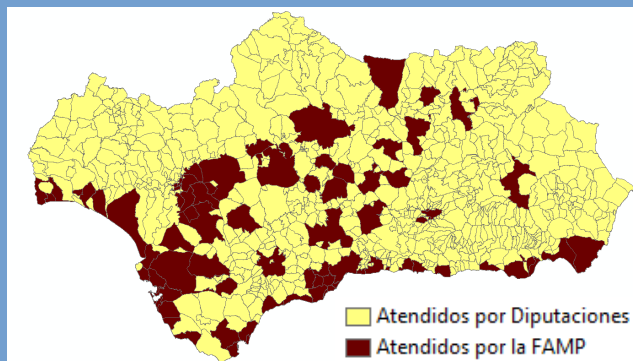 Atendidos por Diputaciones
Atendidos por la FAMP